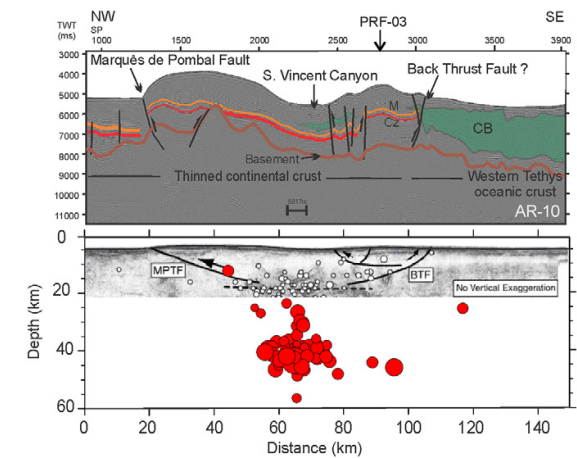 NW
PRF-03
SE
TWT
(ms)
SP
1000 1500 2000 2500 3000 3500 3900
3000
4000
5000
6000
7000
8000
9000
10000
11000
Marquês de Pombal Fault
S. Vincent Canyon
Back Thrust Fault ?
M
C2
CB
Basement
Thinned continental crust
Western Tethys
oceanic crust
AR-10
0
20
40
60
Depth (km)
MPTF
BTF
No Vertical Exaggeration
0 20 40 60 80 100 120 140
Distance (km)